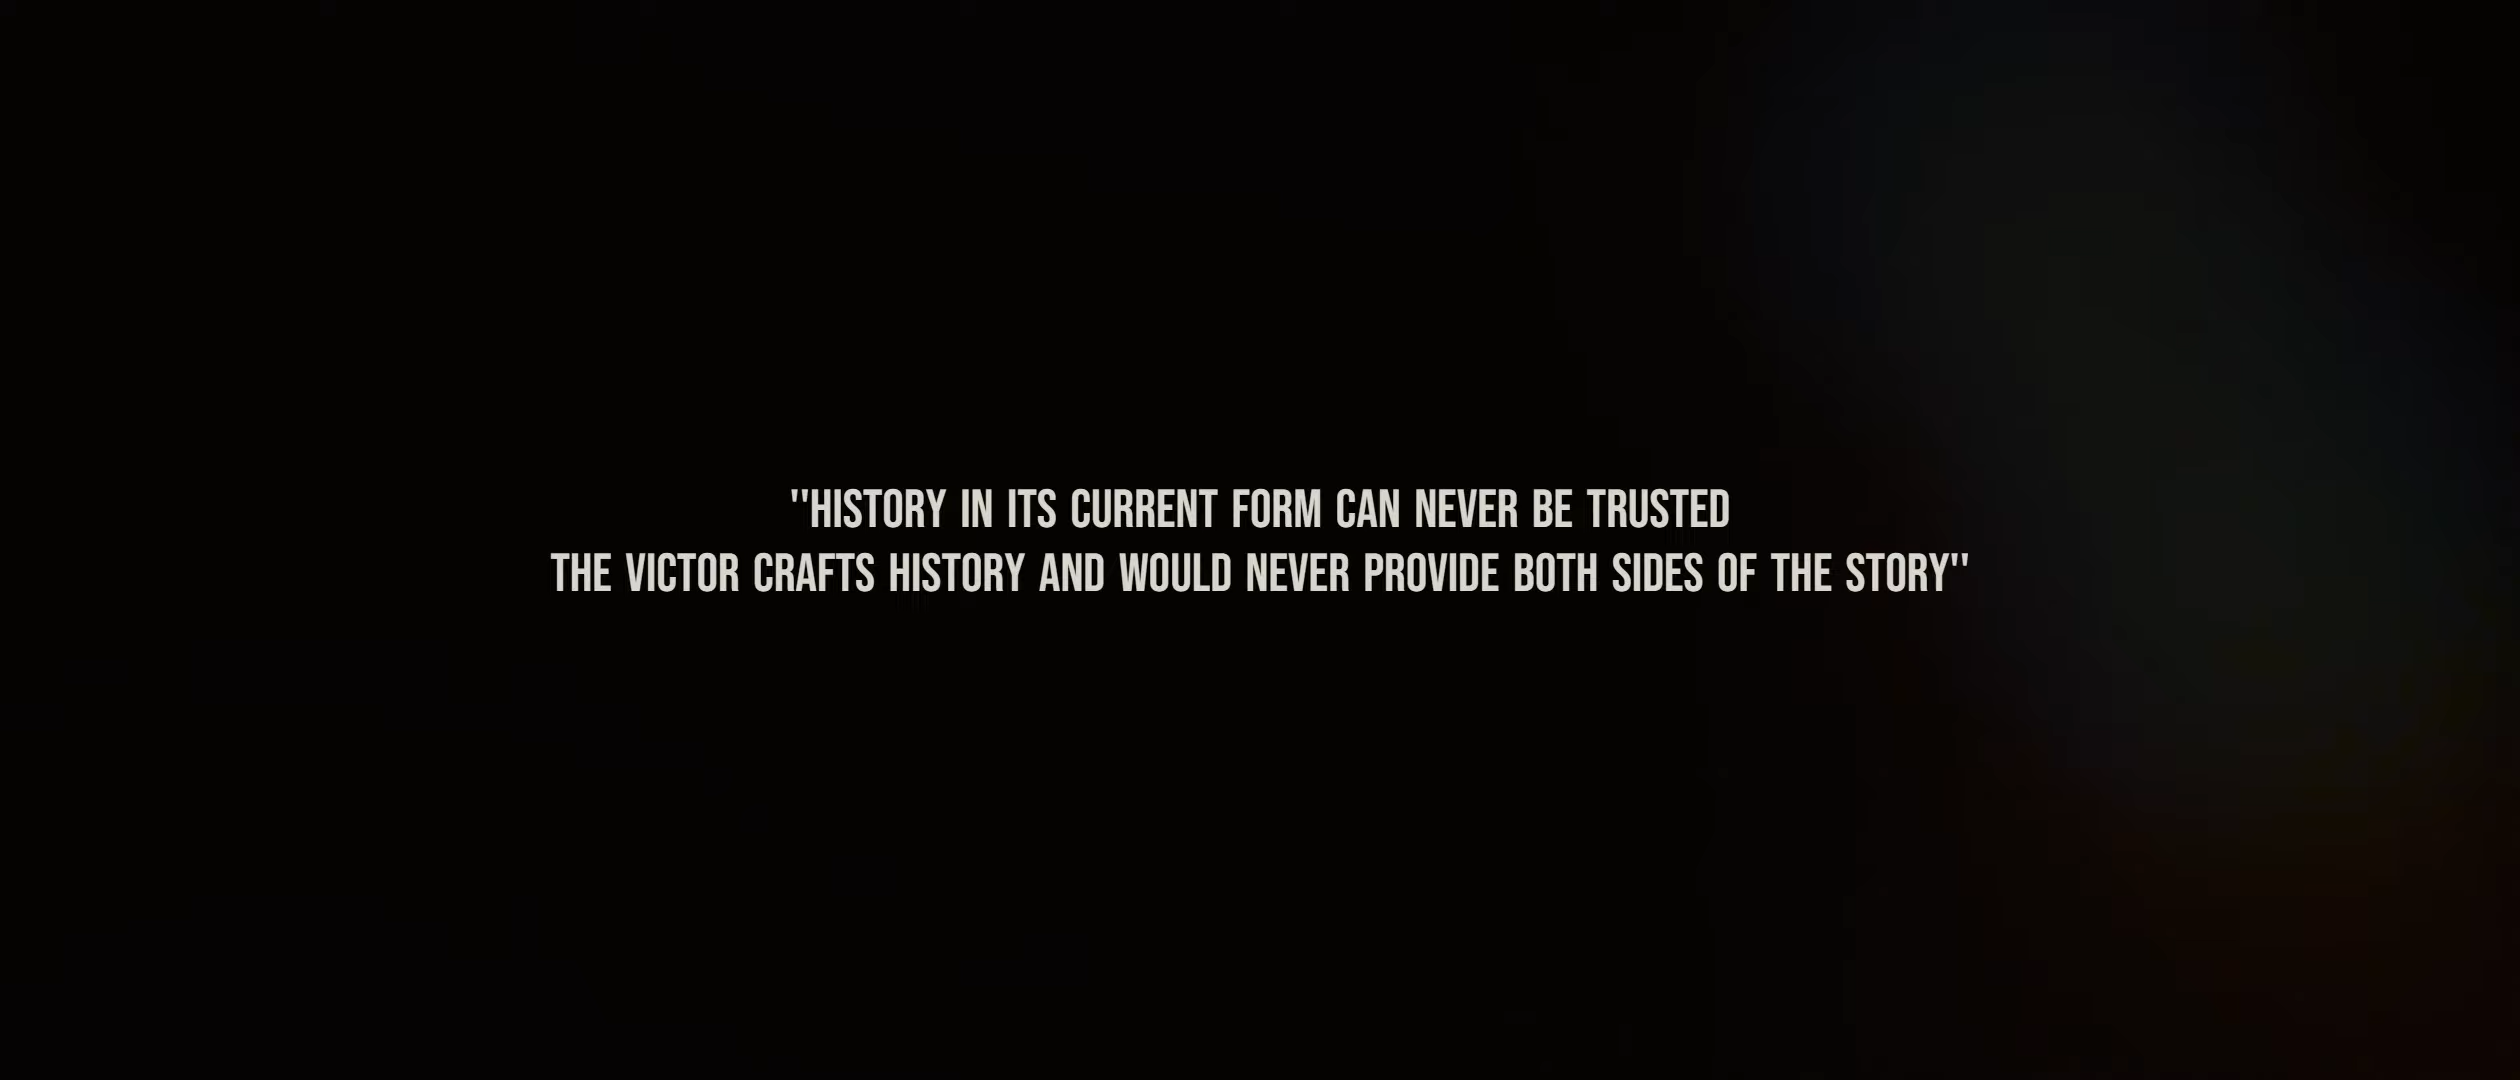 "HISTORY IN ITS CURRENT FORM CAN NEVER BE TRUSTED
THE VICTOR CRAFTS HISTORY AND WOULD NEVER PROVIDE BOTH SIDES OF THE STORY"